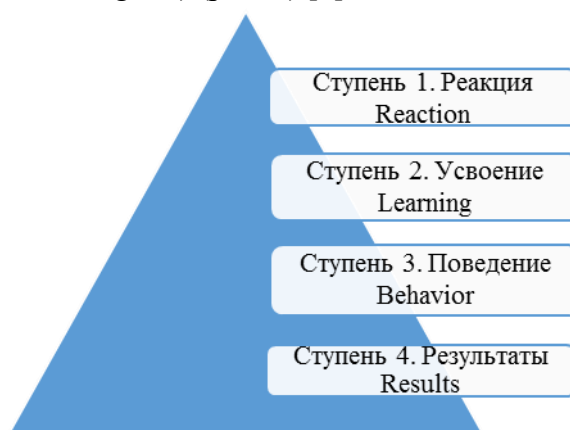 Ступень 1. Реакция
Reaction
Ступень 2. Усвоение
Learning
Ступень 3. Поведение
Behavior
Ступень 4. Результаты
Results